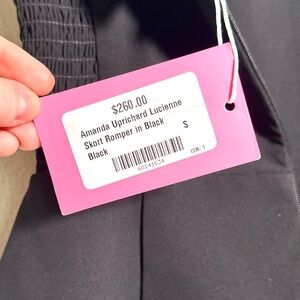 $260.00
Amanda Uprichard Lucienne
Skort Romper in Black
Black S